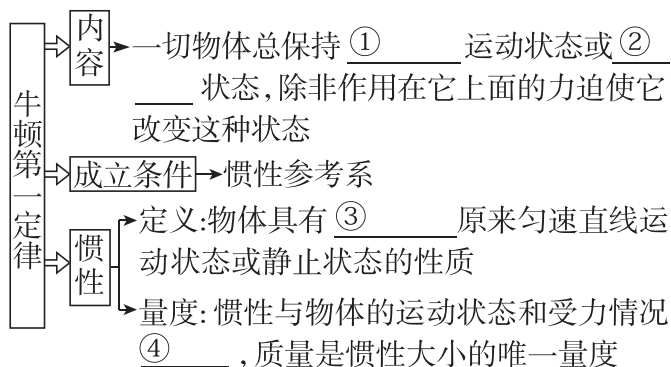 牛顿第一定律
内容
一切物体总保持 ① ______ 运动状态或 ② ___
___ 状态,除非作用在它上面的力迫使它
改变这种状态
成立条件
惯性参考系
惯性
定义:物体具有 ③ ______ 原来匀速直线运
动状态或静止状态的性质
量度:惯性与物体的运动状态和受力情况
④ ______ ,质量是惯性大小的唯一量度